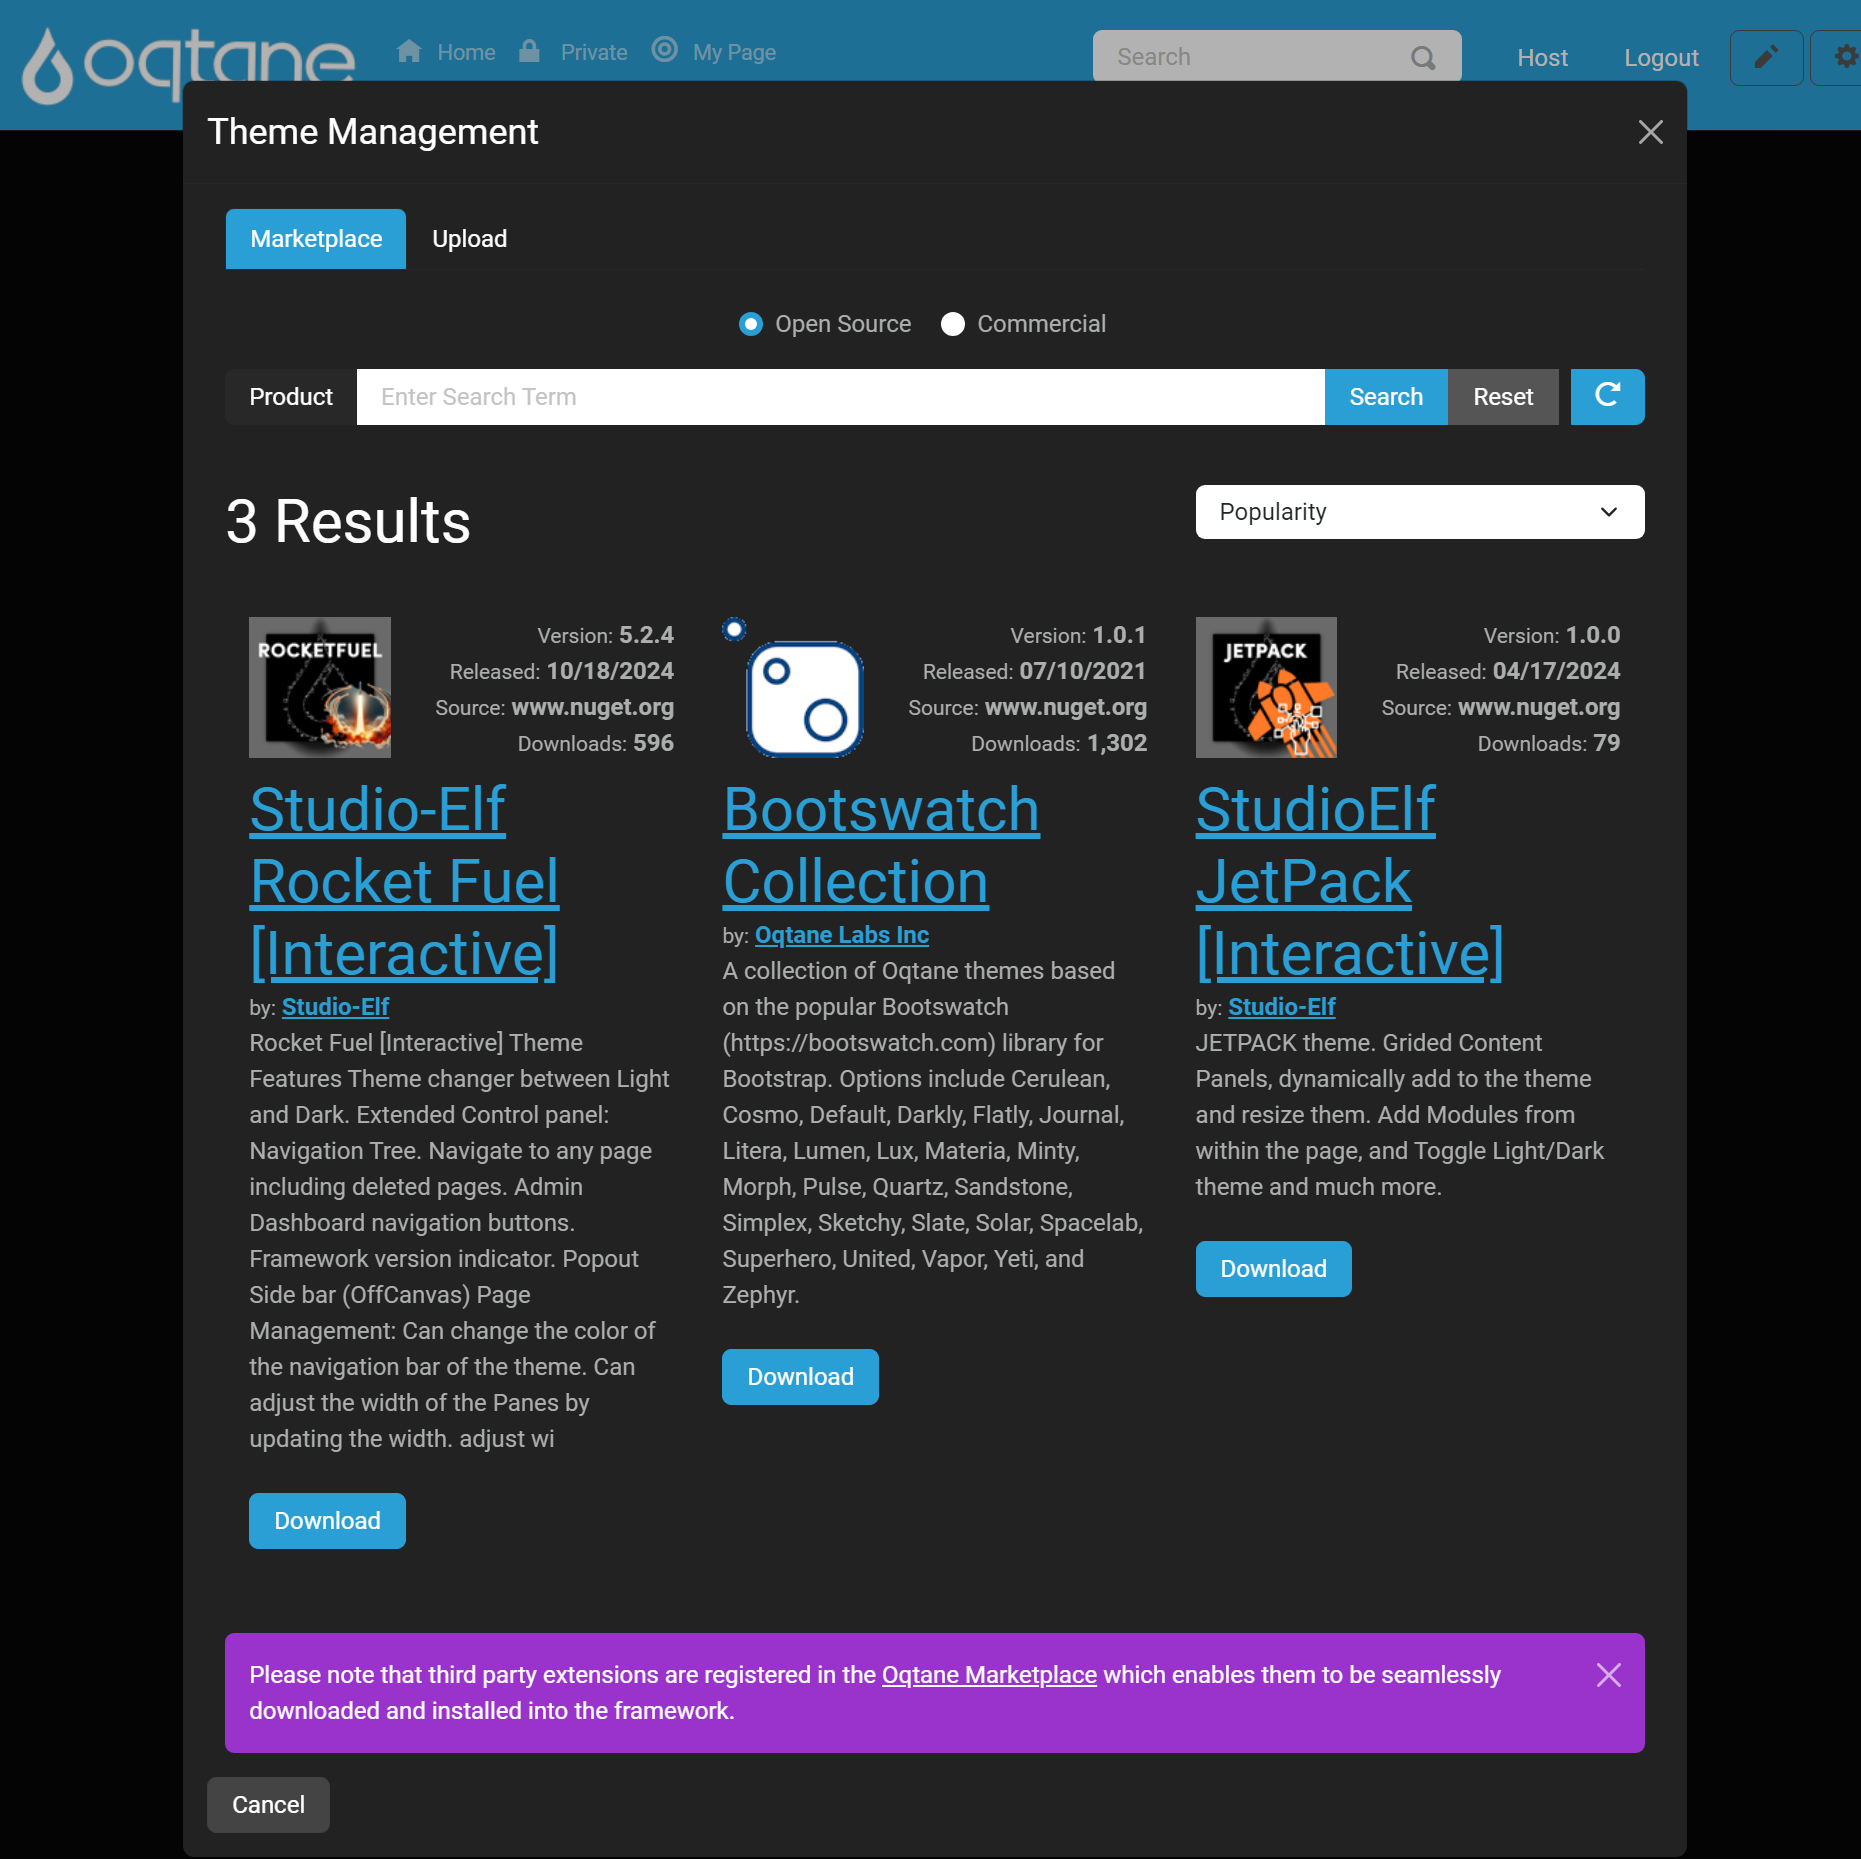 oqtane
Home
Private
My Page
Search
Host
Logout
Theme Management
Marketplace
Upload
Open Source
Commercial
Product
Enter Search Term
Search
Reset
3 Results
Popularity
ROCKETFUEL
Version: 5.2.4
Released: 10/18/2024
Source: www.nuget.org
Downloads: 596
Studio-Elf
Rocket Fuel
[Interactive]
by: Studio-Elf
Rocket Fuel [Interactive] Theme
Features Theme changer between Light
and Dark. Extended Control panel:
Navigation Tree. Navigate to any page
including deleted pages. Admin
Dashboard navigation buttons.
Framework version indicator. Popout
Side bar (OffCanvas) Page
Management: Can change the color of
the navigation bar of the theme. Can
adjust the width of the Panes by
updating the width. adjust wi
Download
Version: 1.0.1
Released: 07/10/2021
Source: www.nuget.org
Downloads: 1,302
Bootswatch
Collection
by: Oqtane Labs Inc
A collection of Oqtane themes based
on the popular Bootswatch
(https://bootswatch.com) library for
Bootstrap. Options include Cerulean,
Cosmo, Default, Darkly, Flatly, Journal,
Litera, Lumen, Lux, Materia, Minty,
Morph, Pulse, Quartz, Sandstone,
Simplex, Sketchy, Slate, Solar, Spacelab,
Superhero, United, Vapor, Yeti, and
Zephyr.
Download
JETPACK
Version: 1.0.0
Released: 04/17/2024
Source: www.nuget.org
Downloads: 79
StudioElf
JetPack
[Interactive]
by: Studio-Elf
JETPACK theme. Grided Content
Panels, dynamically add to the theme
and resize them. Add Modules from
within the page, and Toggle Light/Dark
theme and much more.
Download
Please note that third party extensions are registered in the Oqtane Marketplace which enables them to be seamlessly
downloaded and installed into the framework.
Cancel